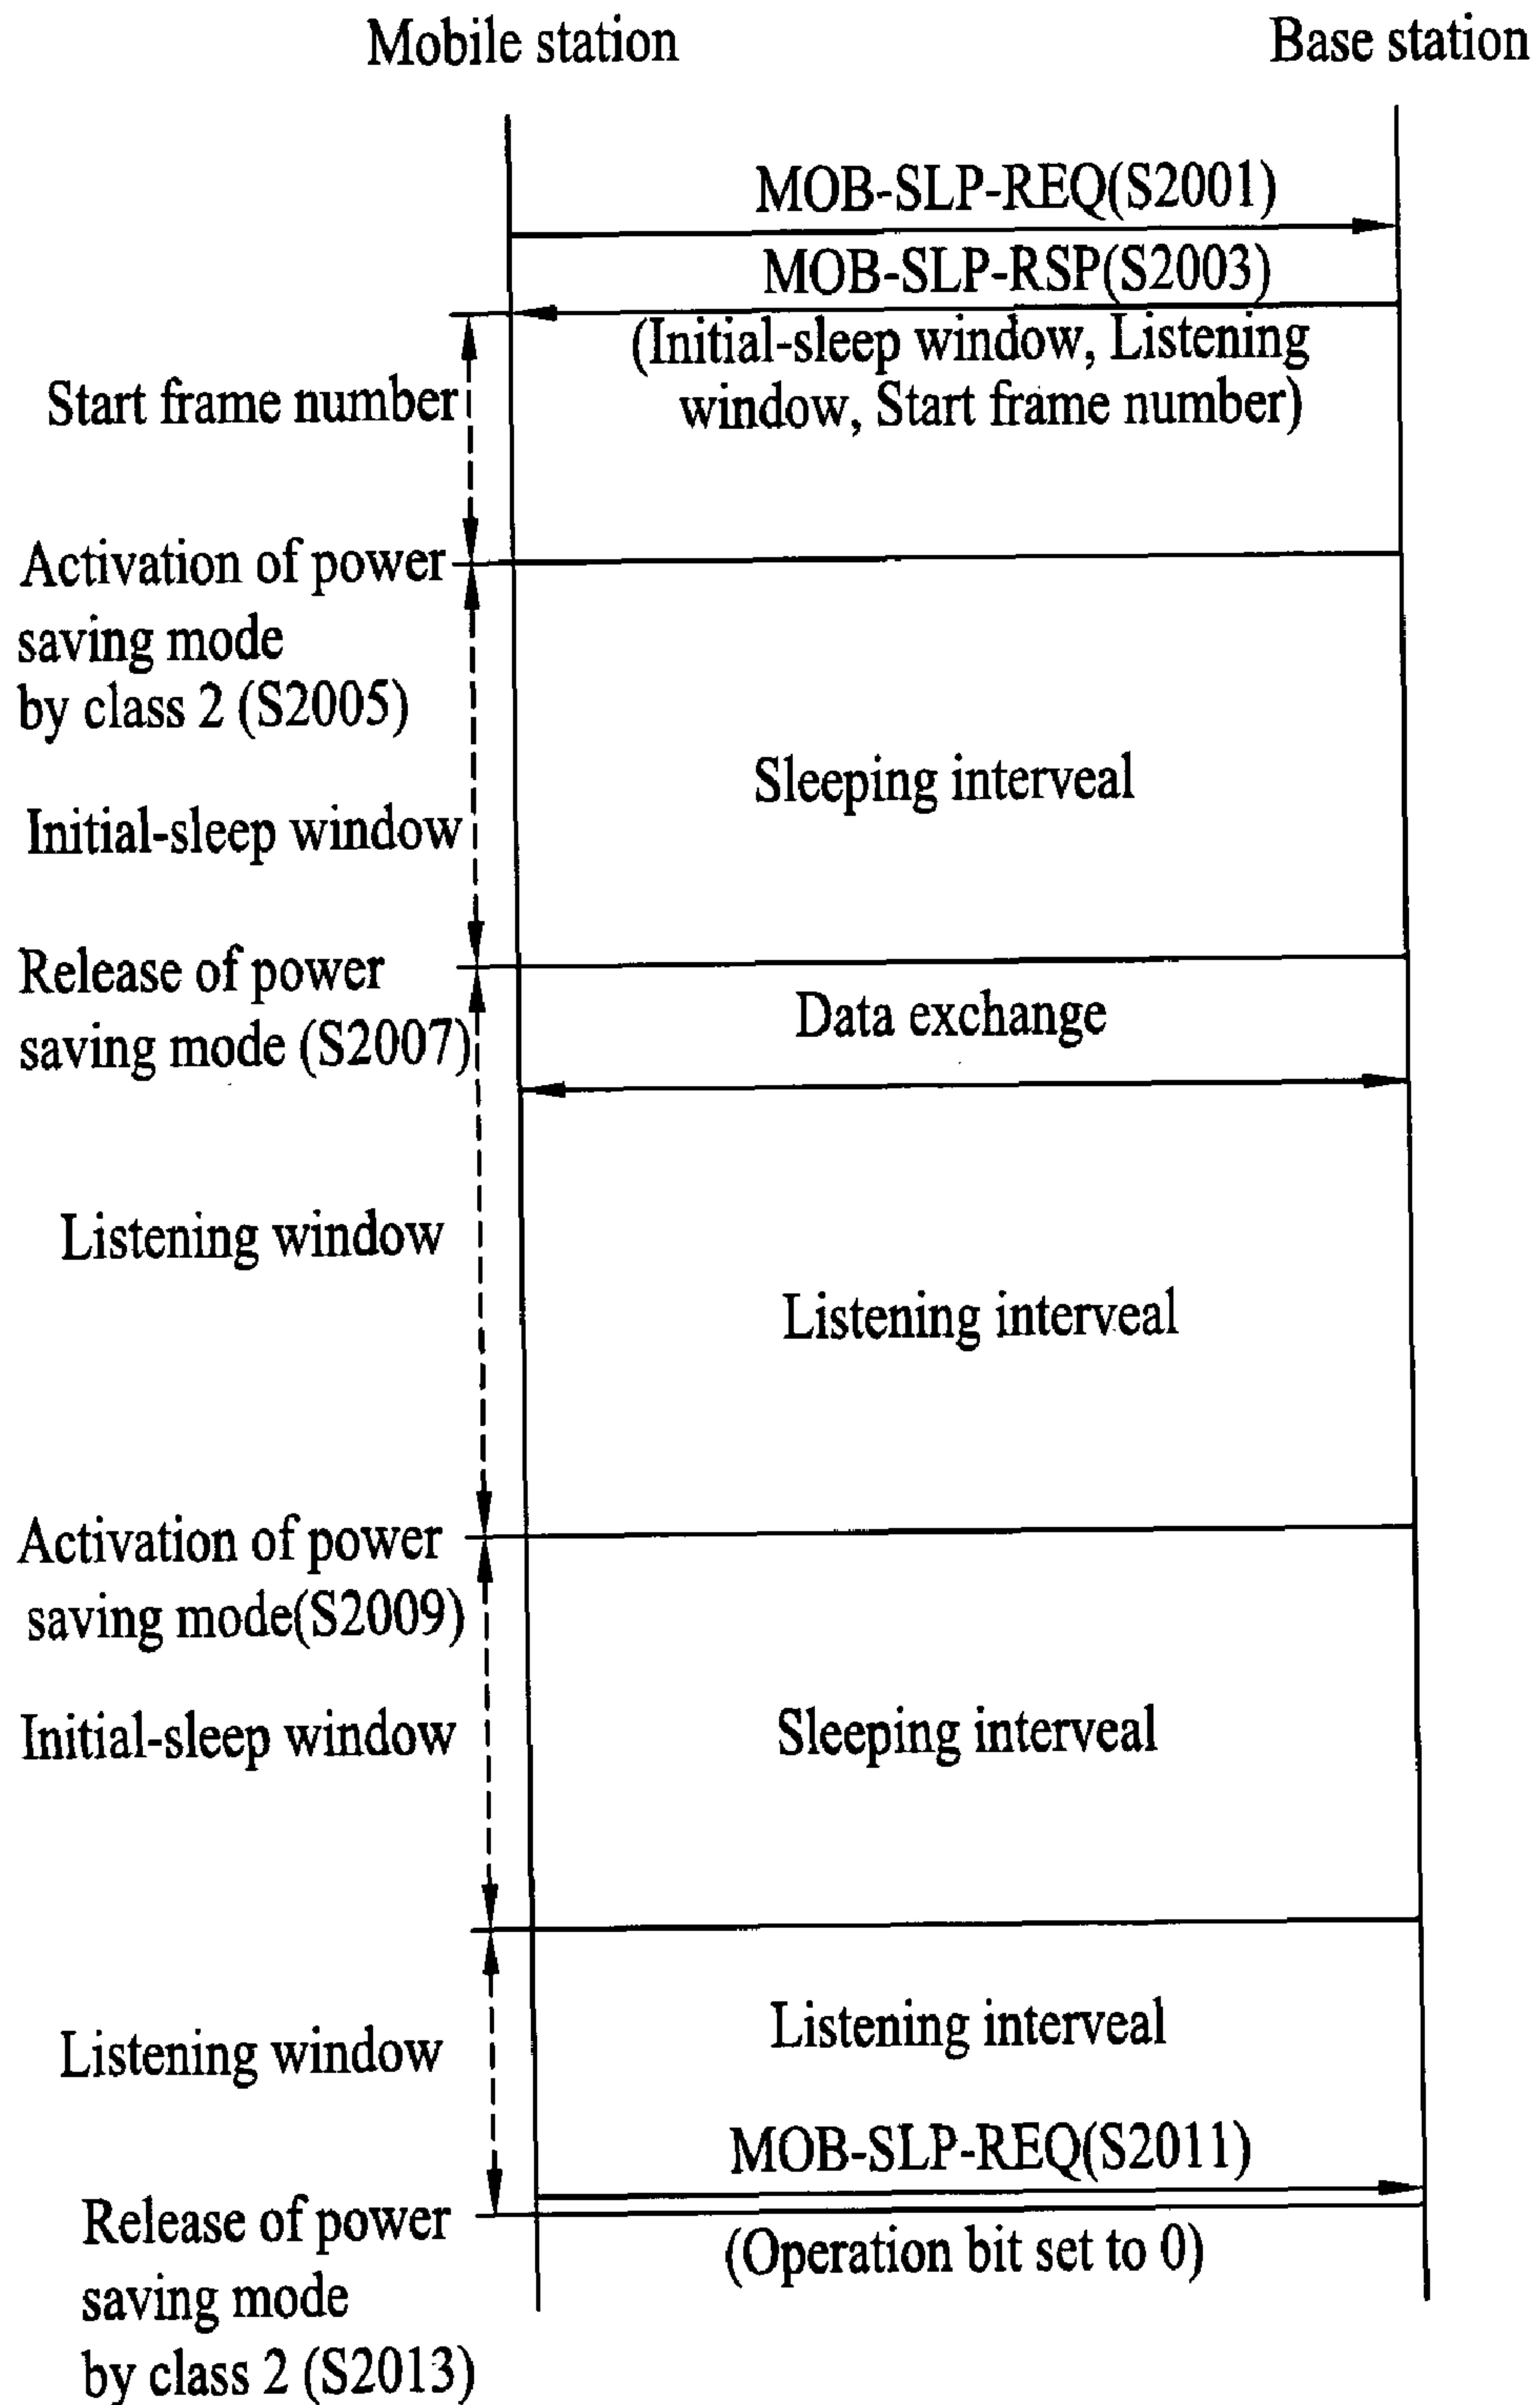 Mobile station
Base station
MOB-SLP-REQ(S2001)
MOB-SLP-RSP(S2003)
(Initial-sleep window, Listening
window, Start frame number)
Start frame number
Activation of power
saving mode
by class 2 (S2005)
Sleeping interveal
Initial-sleep window
Release of power
saving mode (S2007)
Data exchange
Listening window
Listening interveal
Activation of power
saving mode(S2009)
Initial-sleep window
Sleeping interveal
Listening interveal
Listening window
MOB-SLP-REQ(S2011)
(Operation bit set to 0)
Release of power
saving mode
by class 2 (S2013)